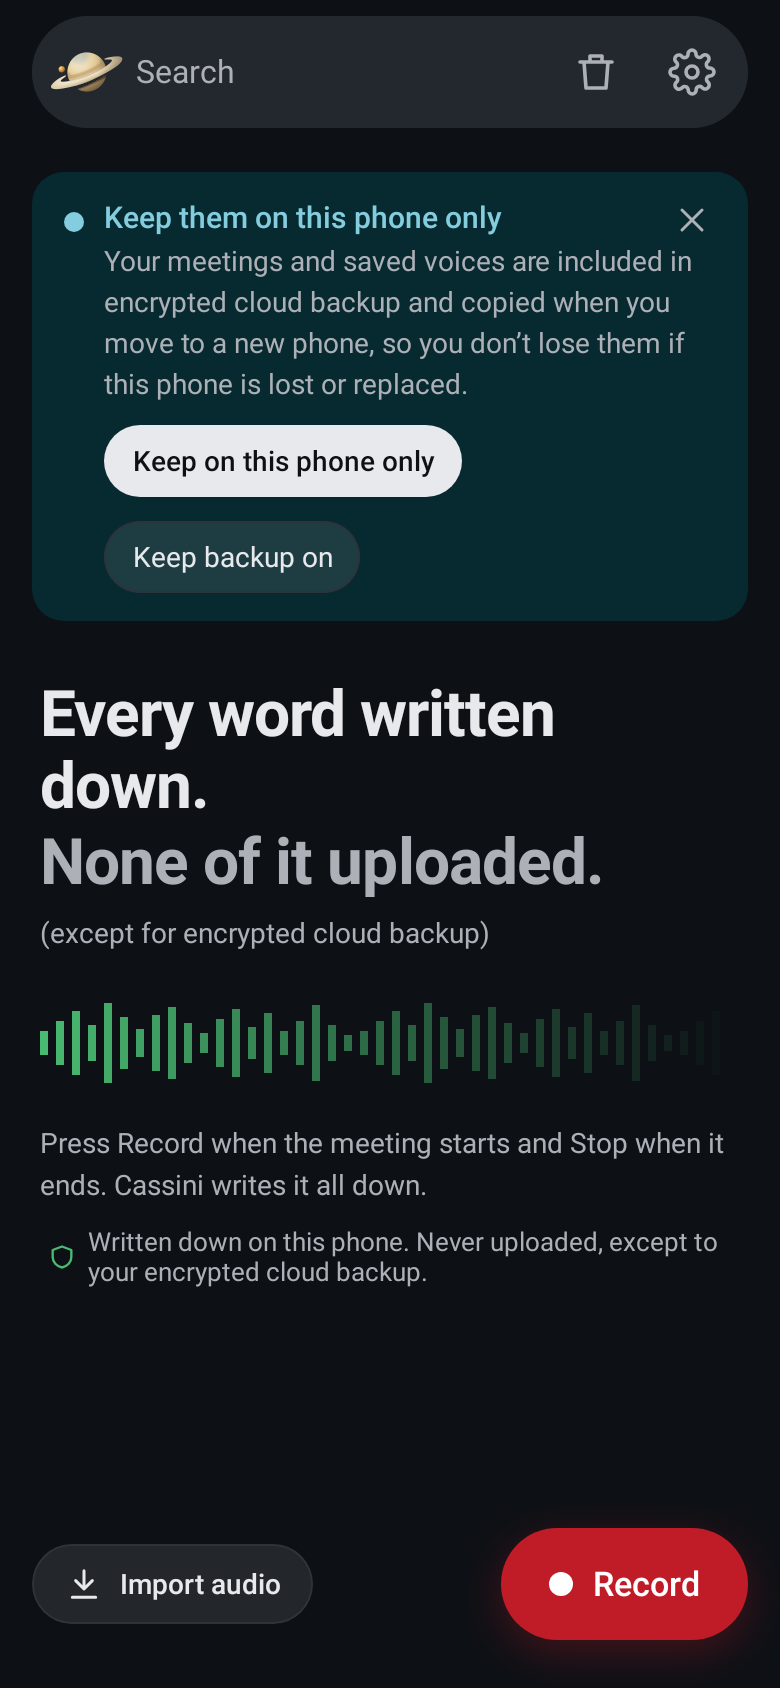 Search
Keep them on this phone only
Your meetings and saved voices are included in
encrypted cloud backup and copied when you
move to a new phone, so you don’t lose them if
this phone is lost or replaced.
Keep on this phone only
Keep backup on
Every word written
down.
None of it uploaded.
(except for encrypted cloud backup)
Press Record when the meeting starts and Stop when it
ends. Cassini writes it all down.
Written down on this phone. Never uploaded, except to
your encrypted cloud backup.
Import audio
Record